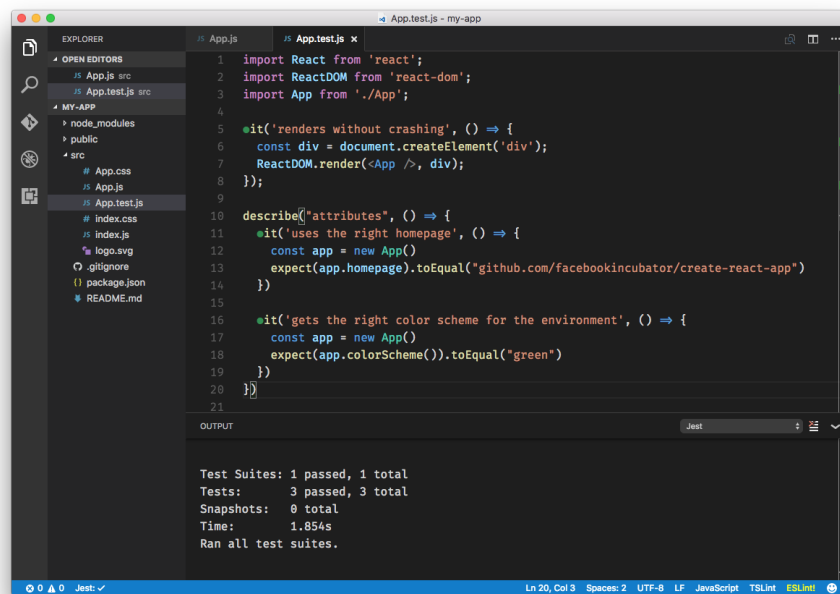 App.test.js - my-app
EXPLORER
OPEN EDITORS
JS App.js src
JS App.test.js src
MY-APP
node_modules
public
src
# App.css
JS App.js
JS App.test.js
# index.css
JS index.js
logo.svg
.gitignore
{} package.json
README.md
JS App.js
JS App.test.js ×
1 import React from 'react';
2 import ReactDOM from 'react-dom';
3 import App from './App';
4
5 it('renders without crashing', () ⇒ {
6 const div = document.createElement('div');
7 ReactDOM.render(<App />, div);
8 });
9
10 describe("attributes", () ⇒ {
11 it('uses the right homepage', () ⇒ {
12 const app = new App()
13 expect(app.homepage).toEqual("github.com/facebookincubator/create-react-app")
14 })
15
16 it('gets the right color scheme for the environment', () ⇒ {
17 const app = new App()
18 expect(app.colorScheme()).toEqual("green")
19 })
20 })
21
OUTPUT
Jest
Test Suites: 1 passed, 1 total
Tests: 3 passed, 3 total
Snapshots: 0 total
Time: 1.854s
Ran all test suites.
0 0 Jest: ✓
Ln 20, Col 3 Spaces: 2 UTF-8 LF JavaScript TSLint ESLint!